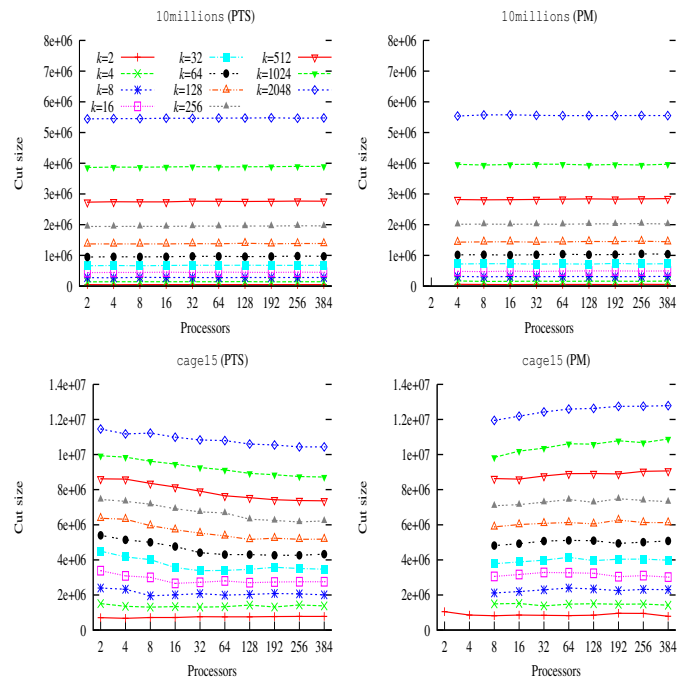 10millions (PTS)
8e+06
7e+06
6e+06
5e+06
4e+06
3e+06
2e+06
1e+06
0
Cut size
k=2
k=4
k=8
k=16
k=32
k=64
k=128
k=256
k=512
k=1024
k=2048
2 4 8 16 32 64 128 192 256 384
Processors
10millions (PM)
8e+06
7e+06
6e+06
5e+06
4e+06
3e+06
2e+06
1e+06
0
Cut size
2 4 8 16 32 64 128 192 256 384
Processors
cage15 (PTS)
1.4e+07
1.2e+07
1e+07
8e+06
6e+06
4e+06
2e+06
0
Cut size
2 4 8 16 32 64 128 192 256 384
Processors
cage15 (PM)
1.4e+07
1.2e+07
1e+07
8e+06
6e+06
4e+06
2e+06
0
Cut size
2 4 8 16 32 64 128 192 256 384
Processors